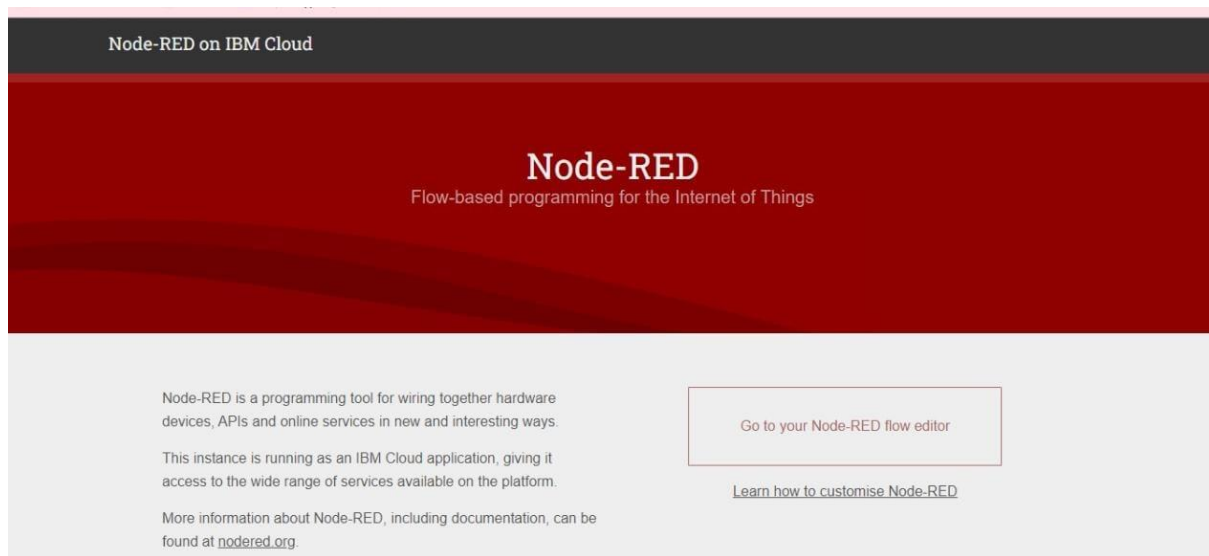 Node-RED on IBM Cloud
Node-RED
Flow-based programming for the Internet of Things
Node-RED is a programming tool for wiring together hardware
devices, APIs and online services in new and interesting ways.
This instance is running as an IBM Cloud application, giving it
access to the wide range of services available on the platform.
More information about Node-RED, including documentation, can be
found at nodered.org.
Go to your Node-RED flow editor
Learn how to customise Node-RED